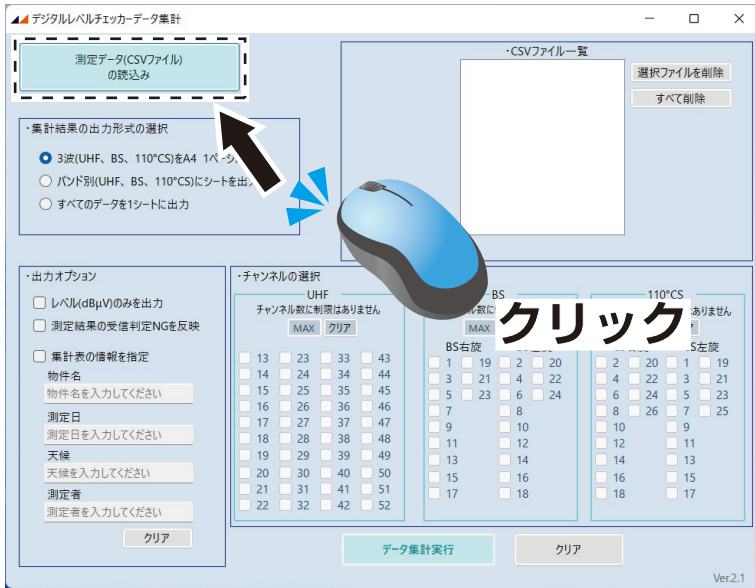 デジタルレベルチェッカーデータ集計
測定データ(CSVファイル)
の読込み
・CSVファイル一覧
選択ファイルを削除
すべて削除
・集計結果の出力形式の選択
3波(UHF、BS、110°CS)をA4 1ペー
バンド別(UHF、BS、110°CS)にシートを出
すべてのデータを1シートに出力
・出力オプション
レベル(dBμV)のみを出力
測定結果の受信判定NGを反映
集計表の情報を指定
物件名
物件名を入力してください
測定日
測定日を入力してください
天候
天候を入力してください
測定者
測定者を入力してください
クリア
・チャンネルの選択
UHF
チャンネル数に制限はありません
MAX クリア
13 23 33 43
14 24 34 44
15 25 35 45
16 26 36 46
17 27 37 47
18 28 38 48
19 29 39 49
20 30 40 50
21 31 41 51
22 32 42 52
BS
MAX
BS右旋
1 19 2 20
3 21 4 22
5 23 6 24
7 8
9 10
11 12
13 14
15 16
17 18
110°CS
ありません
S左旋
2 20 1 19
4 22 3 21
6 24 5 23
8 26 7 25
10 9
12 11
14 13
16 15
18 17
クリック
データ集計実行
クリア
Ver.2.1